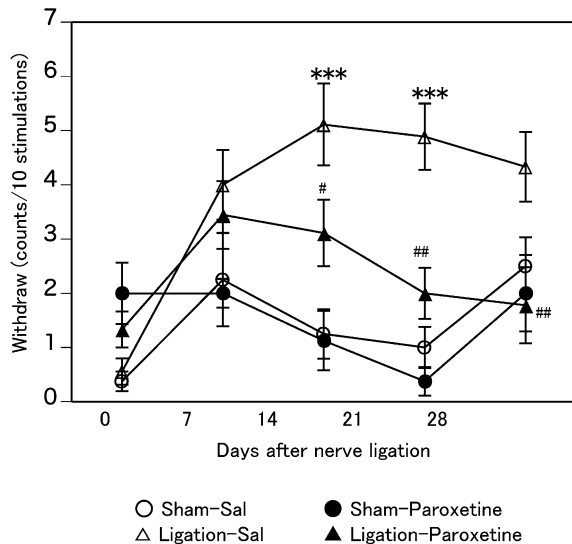 7
6
5
4
3
2
1
0
Withdraw (counts/10 stimulations)
***
***
#
##
##
0 7 14 21 28
Days after nerve ligation
Sham-Sal Sham-Paroxetine
Ligation-Sal Ligation-Paroxetine